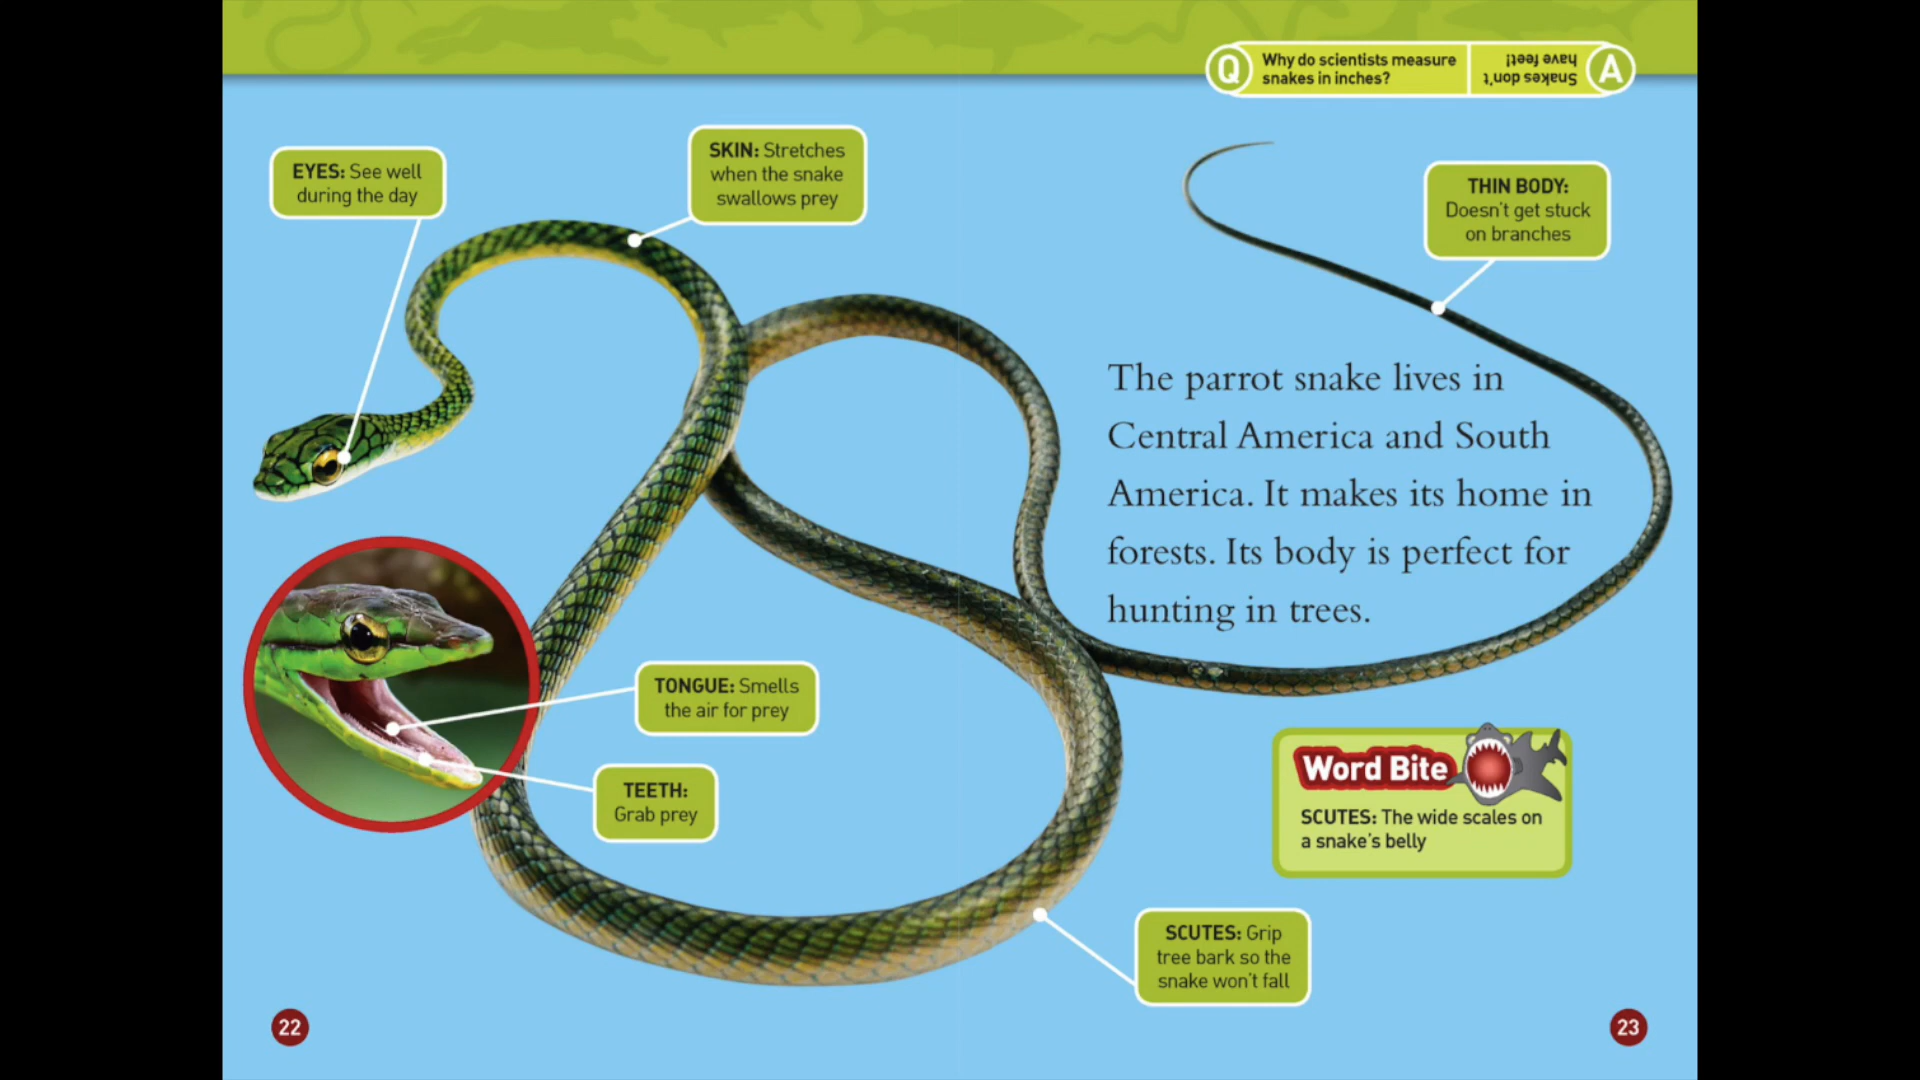 Why do scientists measure
snakes in inches?
Snakes don't
have feet!
Q
A
EYES: See well
during the day
SKIN: Stretches
when the snake
swallows prey
THIN BODY:
Doesn't get stuck
on branches
The parrot snake lives in
Central America and South
America. It makes its home in
forests. Its body is perfect for
hunting in trees.
TONGUE: Smells
the air for prey
TEETH:
Grab prey
Word Bite
SCUTES: The wide scales on
a snake's belly
SCUTES: Grip
tree bark so the
snake won't fall
22
23